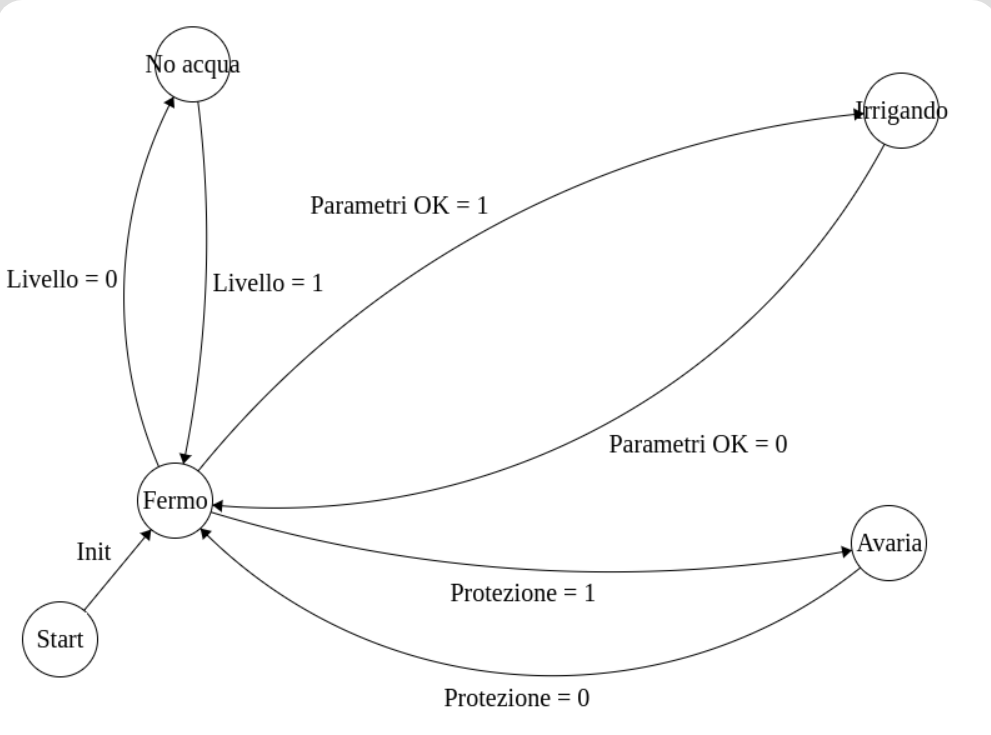 No acqua
Irrigando
Parametri OK = 1
Livello = 0
Livello = 1
Parametri OK = 0
Fermo
Avaria
Init
Protezione = 1
Start
Protezione = 0